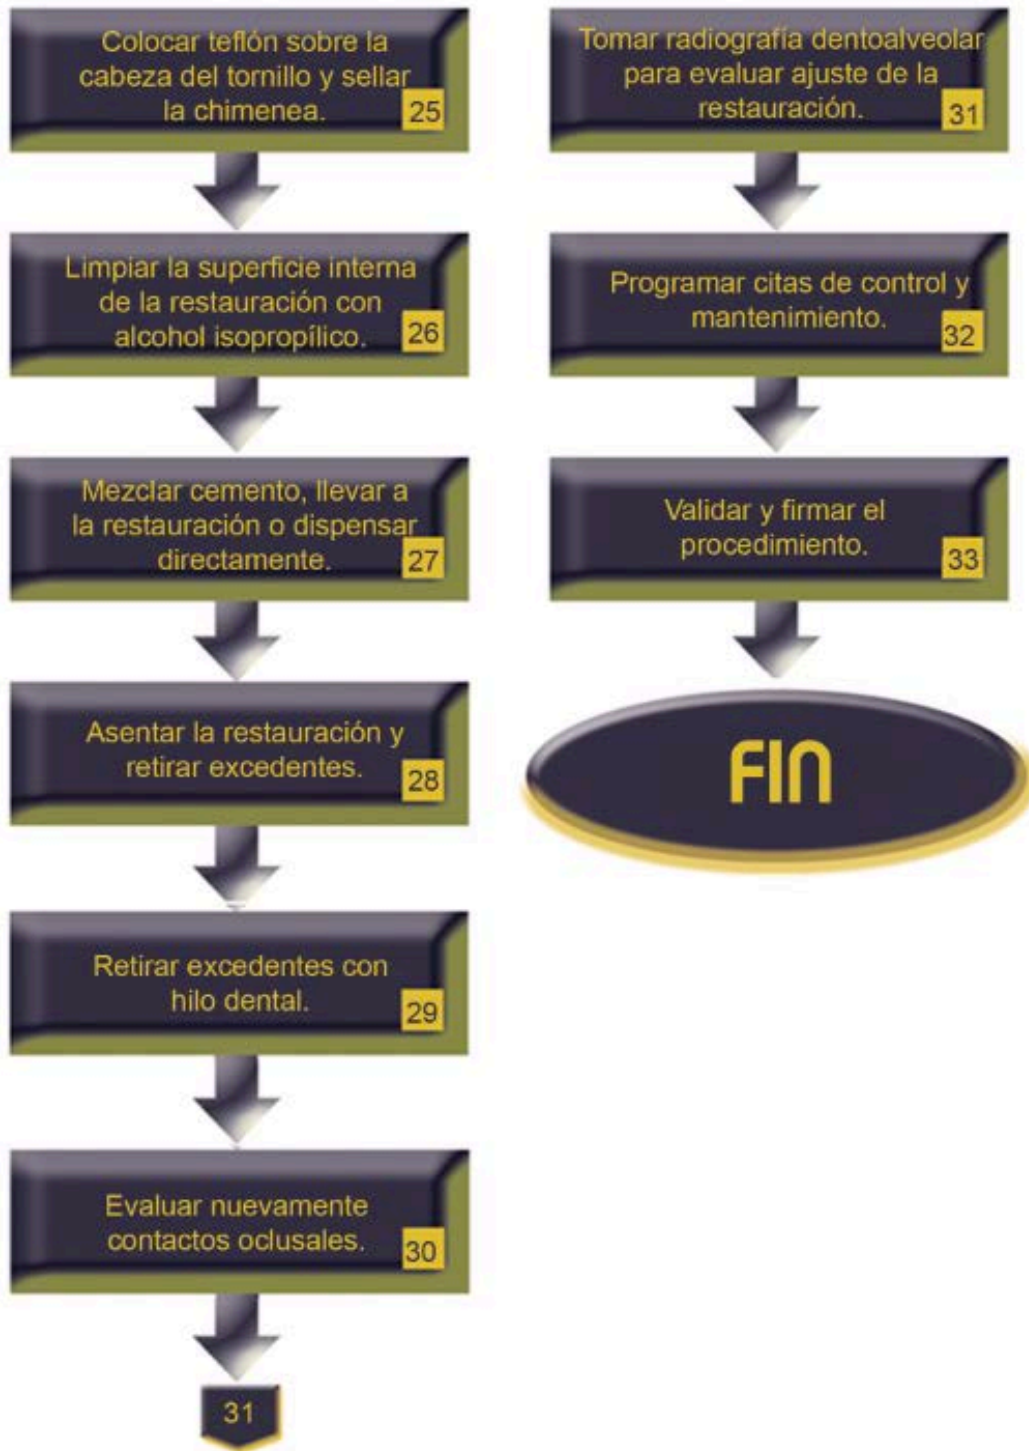 Colocar teflón sobre la
cabeza del tornillo y sellar
la chimenea.
25
Limpiar la superficie interna
de la restauración con
alcohol isopropílico.
26
Mezclar cemento, llevar a
la restauración o dispensar
directamente.
27
Asentar la restauración y
retirar excedentes.
28
Retirar excedentes con
hilo dental.
29
Evaluar nuevamente
contactos oclusales.
30
31
Tomar radiografía dentoalveolar
para evaluar ajuste de la
restauración.
31
Programar citas de control y
mantenimiento.
32
Validar y firmar el
procedimiento.
33
FIN